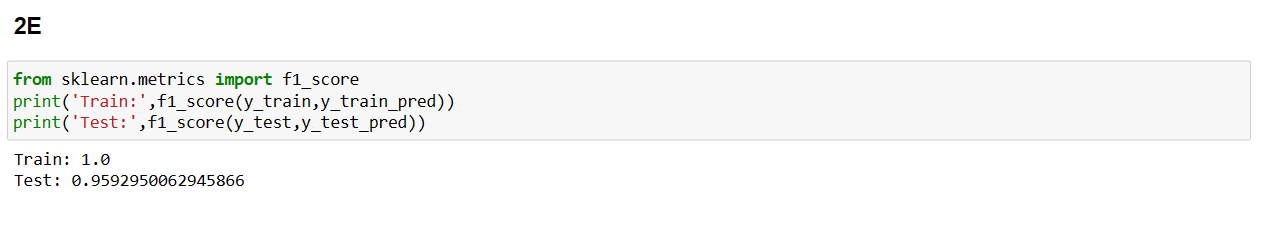 2E
from sklearn.metrics import f1_score
print('Train:',f1_score(y_train,y_train_pred))
print('Test:',f1_score(y_test,y_test_pred))
Train: 1.0
Test: 0.9592950062945866